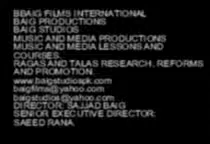 BBAIG FILMS INTERNATIONAL
BAIG PRODUCTIONS
BAIG STUDIOS
MUSIC AND MEDIA PRODUCTIONS
MUSIC AND MEDIA LESSONS AND
COURSES.
RAGAS AND TALAS RESEARCH, REFORMS
AND PROMOTION.
www.baigstudiospk.com
baigfilms@yahoo.com
baigstudios@yahoo.com
DIRECTOR: SAJJAD BAIG
SENIOR EXECUTIVE DIRECTOR:
SAEED RANA.